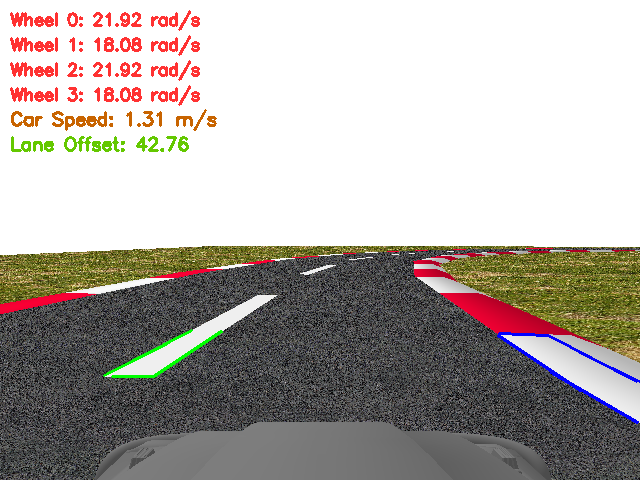 Wheel 0: 21.92 rad/s
Wheel 1: 18.08 rad/s
Wheel 2: 21.92 rad/s
Wheel 3: 18.08 rad/s
Car Speed: 1.31 m/s
Lane Offset: 42.76